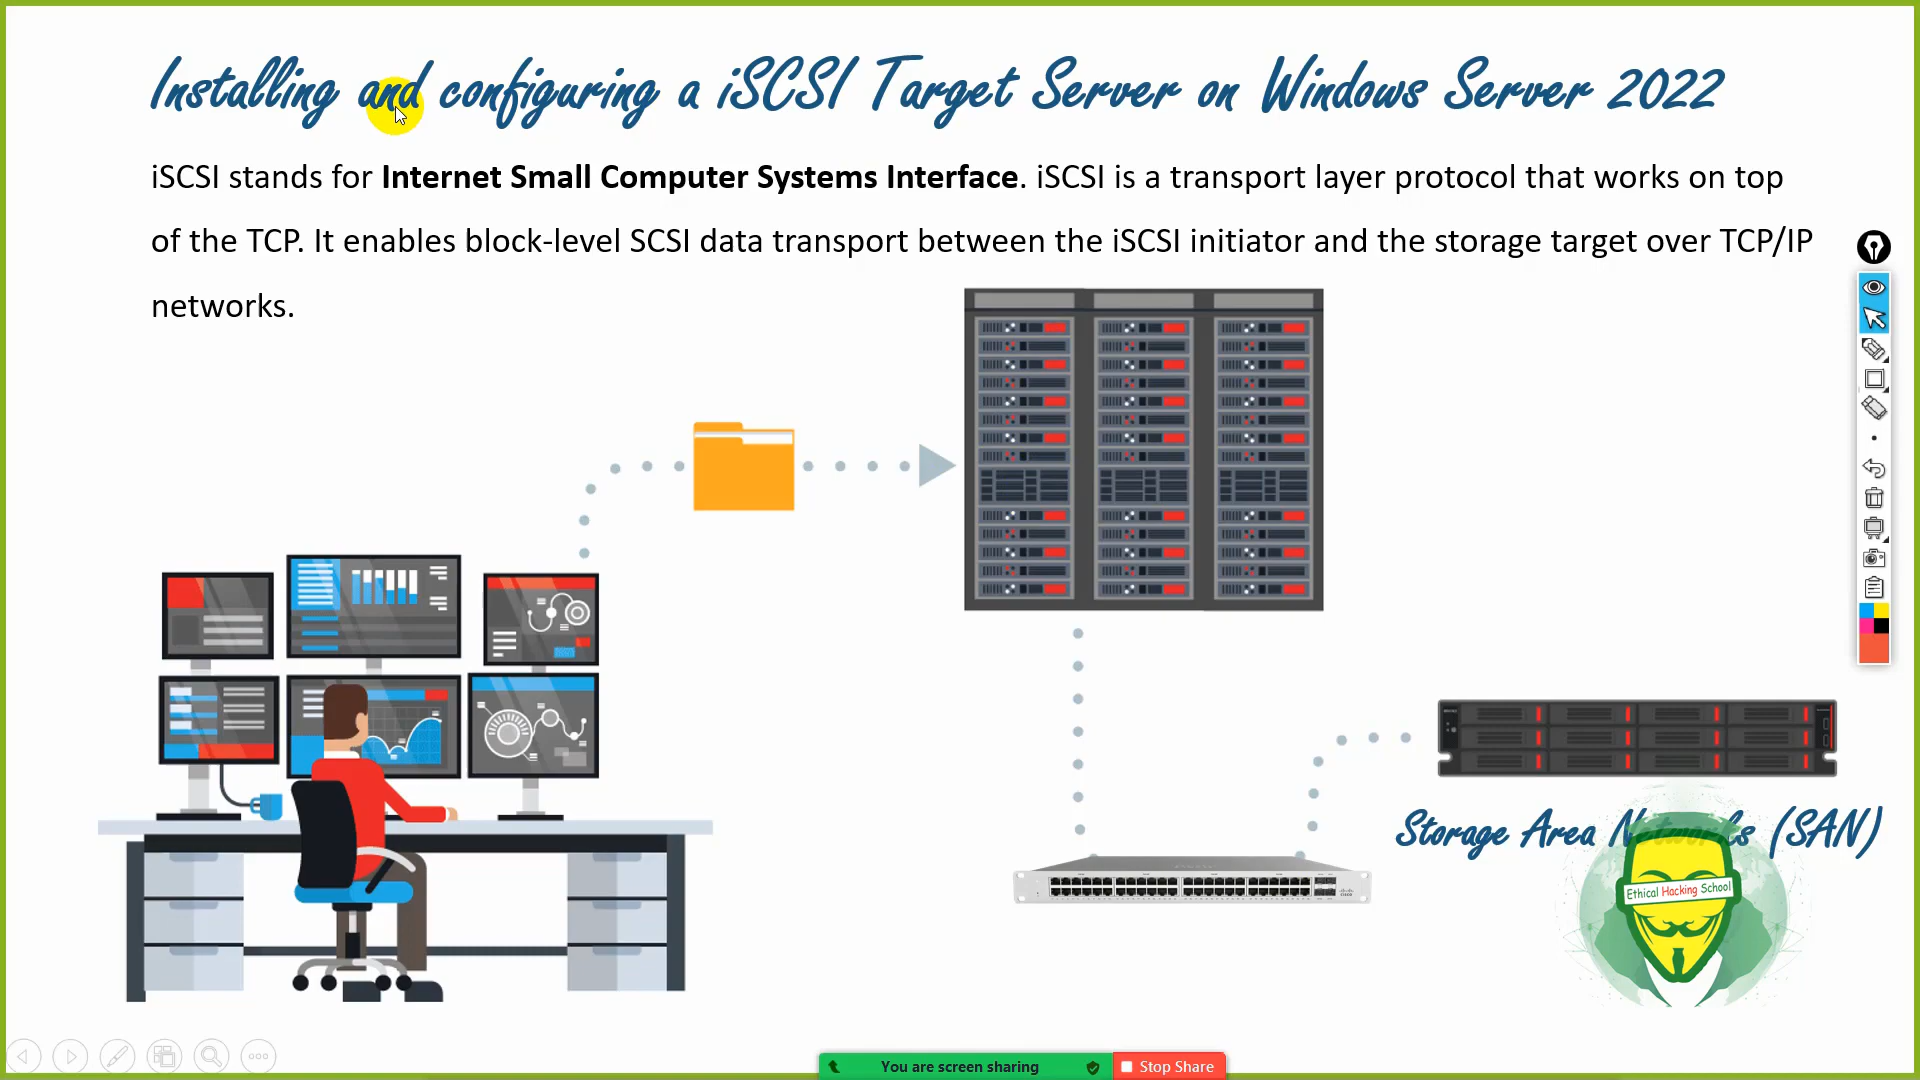 Installing and configuring a iSCSI Target Server on Windows Server 2022
iSCSI stands for Internet Small Computer Systems Interface. iSCSI is a transport layer protocol that works on top
of the TCP. It enables block-level SCSI data transport between the iSCSI initiator and the storage target over TCP/IP
networks.
Storage Area Networks (SAN)
Ethical Hacking School
You are screen sharing
Stop Share